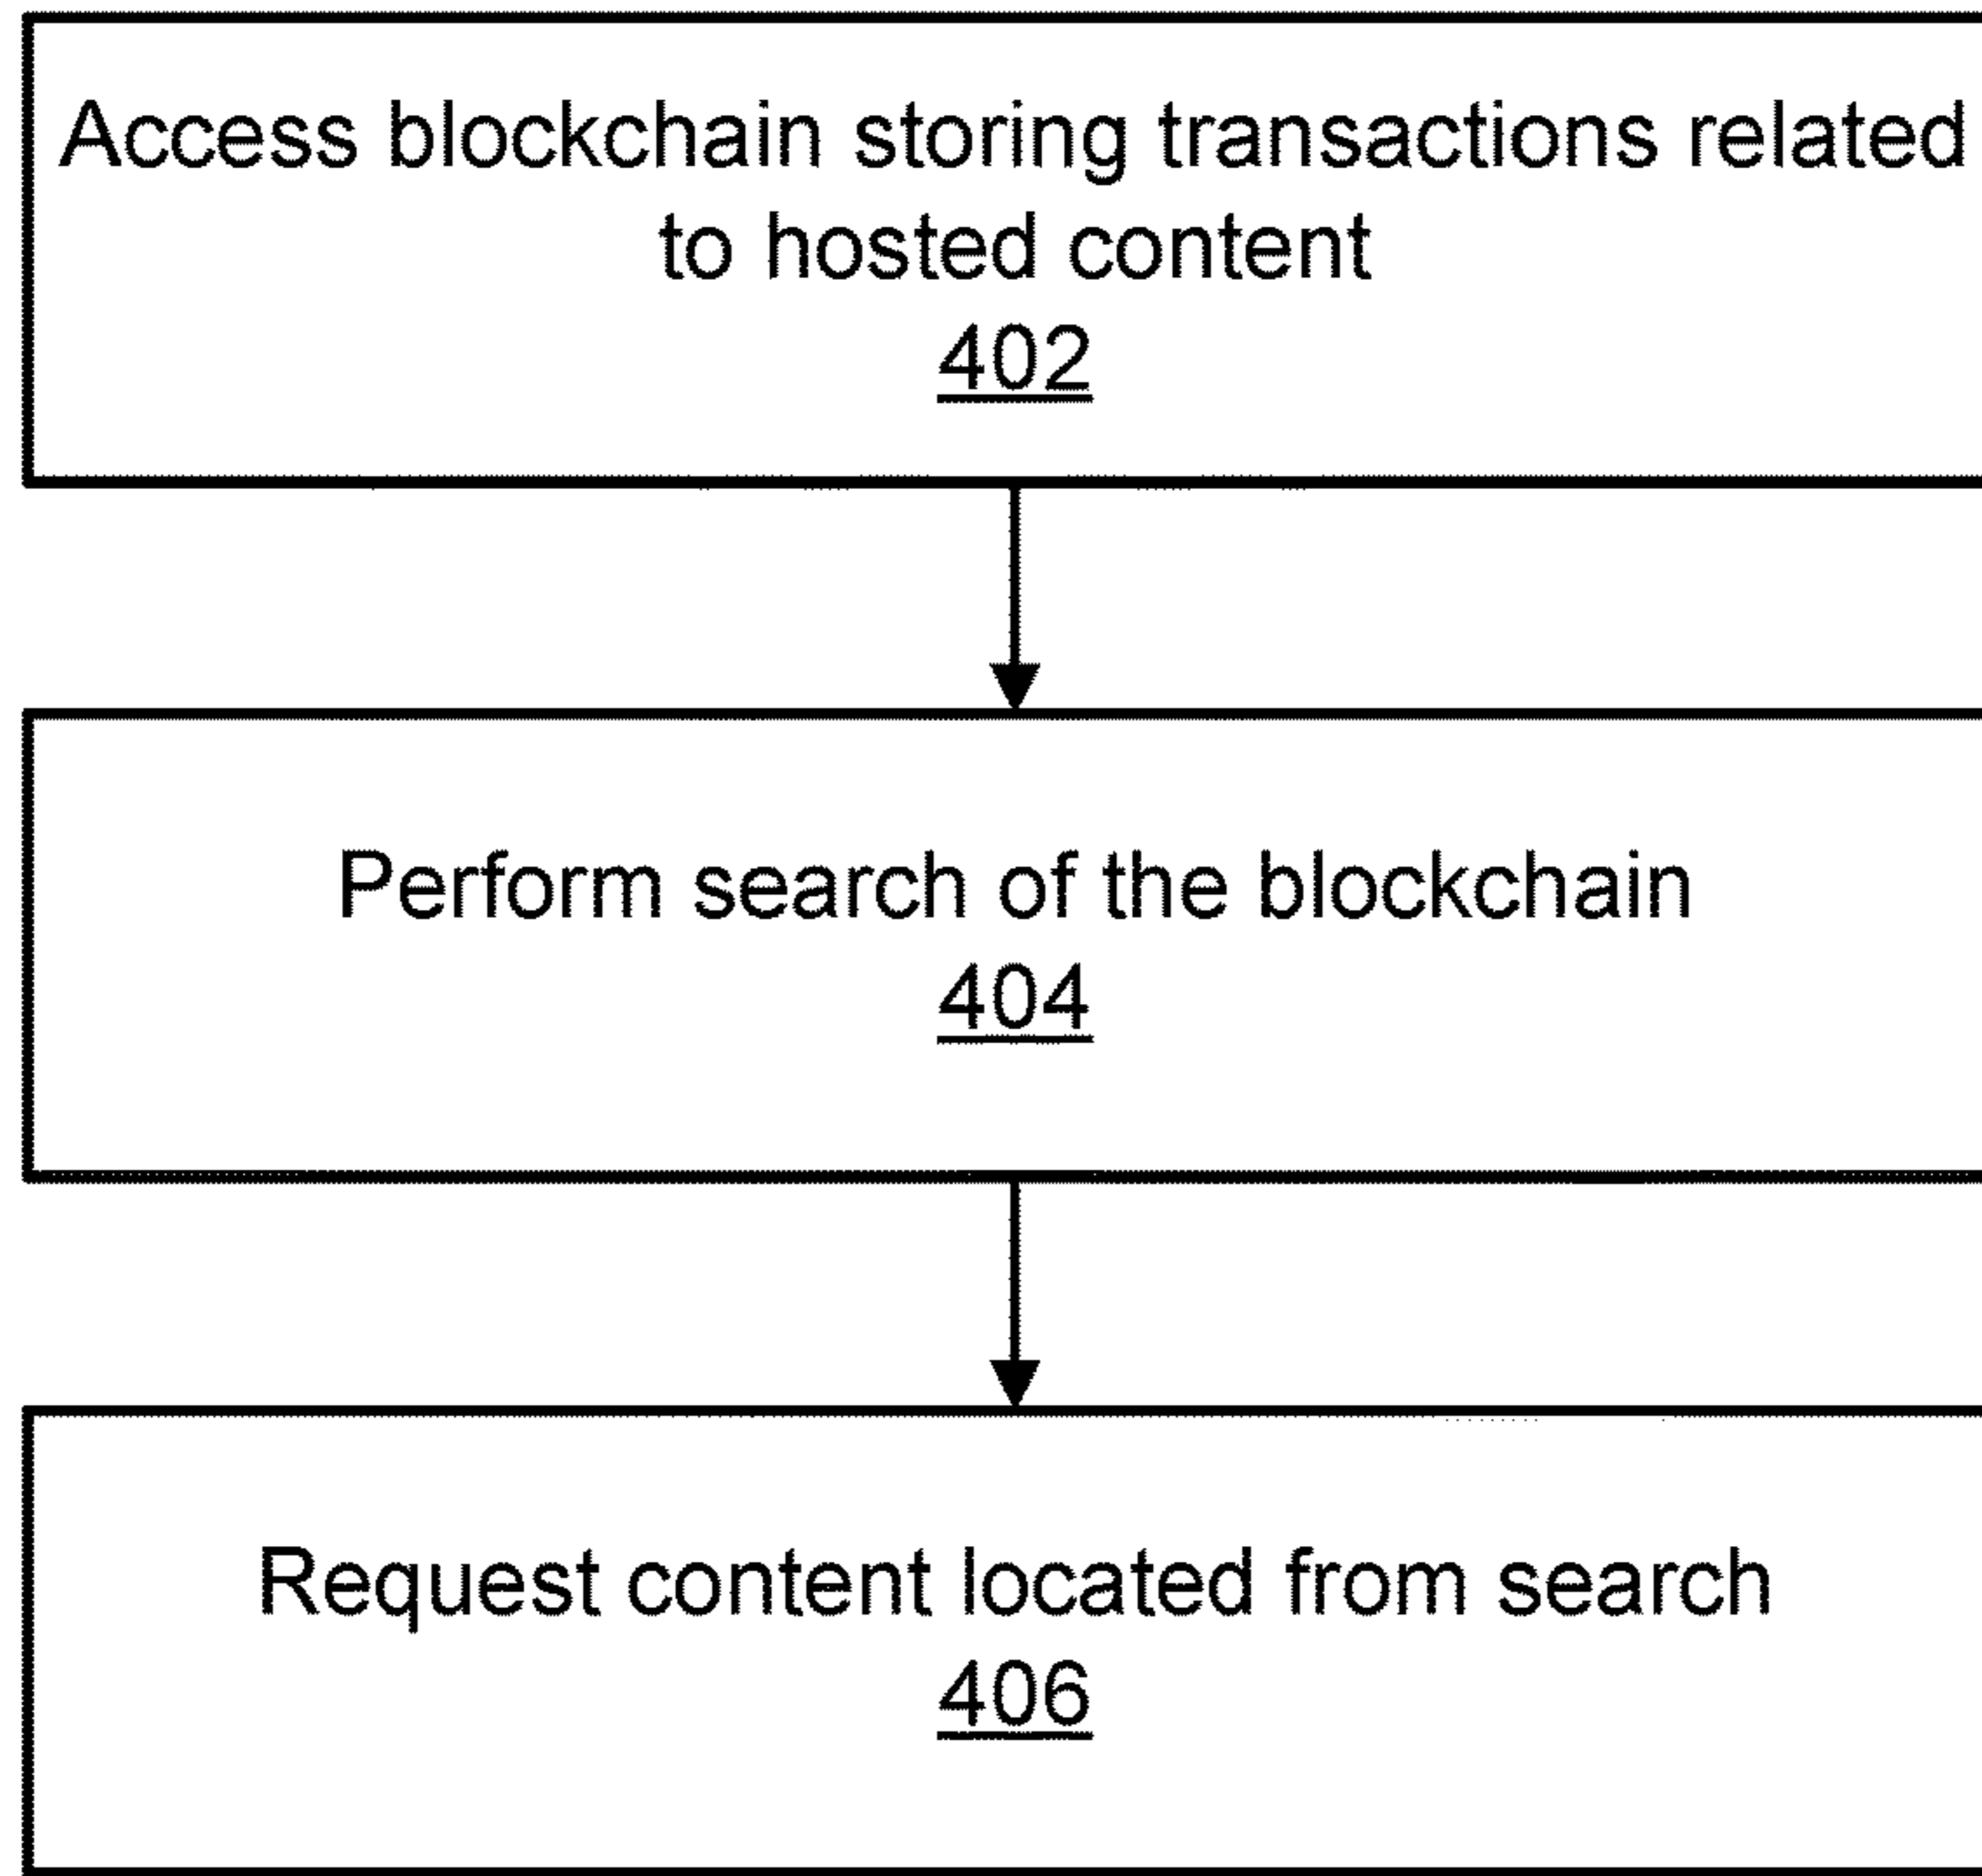 Access blockchain storing transactions related
to hosted content
402
Perform search of the blockchain
404
Request content located from search
406